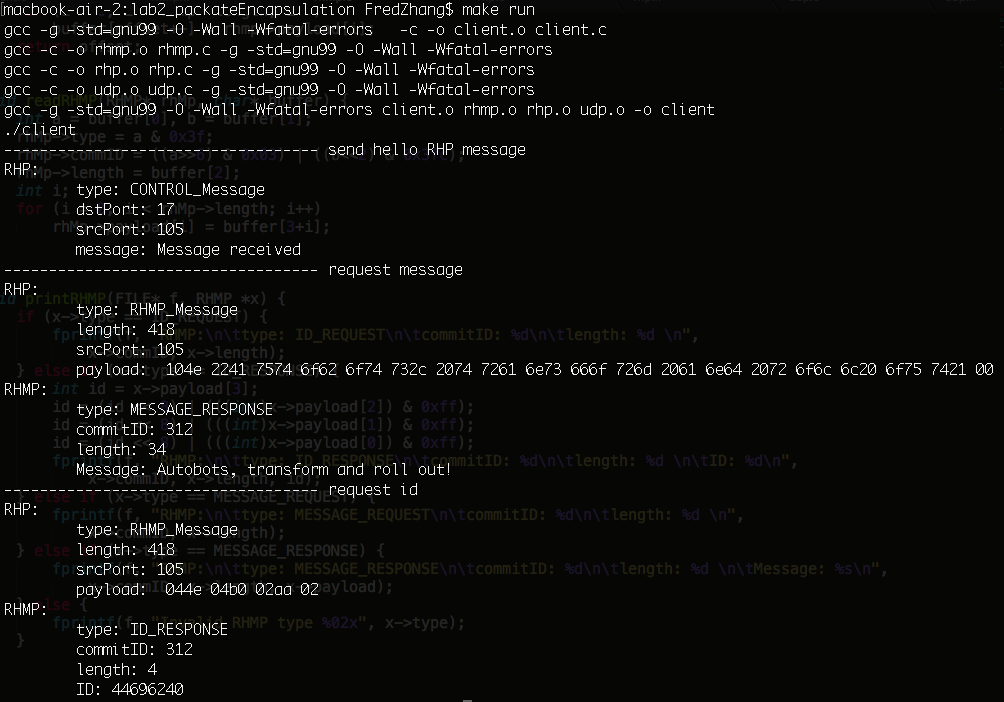 macbook-air-2:lab2_packateEncapsulation FredZhang$ make run
gcc -g -std=gnu99 -O -Wall -Wfatal-errors   -c -o client.o client.c
gcc -c -o rhmp.o rhmp.c -g -std=gnu99 -O -Wall -Wfatal-errors
gcc -c -o rhp.o rhp.c -g -std=gnu99 -O -Wall -Wfatal-errors
gcc -c -o udp.o udp.c -g -std=gnu99 -O -Wall -Wfatal-errors
gcc -g -std=gnu99 -O -Wall -Wfatal-errors client.o rhmp.o rhp.o udp.o -o client
./client
----------------------------------- send hello RHP message
RHP:
type: CONTROL_Message
dstPort: 17
srcPort: 105
message: Message received
----------------------------------- request message
RHP:
type: RHMP_Message
length: 418
srcPort: 105
payload:  104e 2241 7574 6f62 6f74 732c 2074 7261 6e73 666f 726d 2061 6e64 2072 6f6c 6c20 6f75 7421 00
RHMP:
type: MESSAGE_RESPONSE
commitID: 312
length: 34
Message: Autobots, transform and roll out!
----------------------------------- request id
RHP:
type: RHMP_Message
length: 418
srcPort: 105
payload:  044e 04b0 02aa 02
RHMP:
type: ID_RESPONSE
commitID: 312
length: 4
ID: 44696240